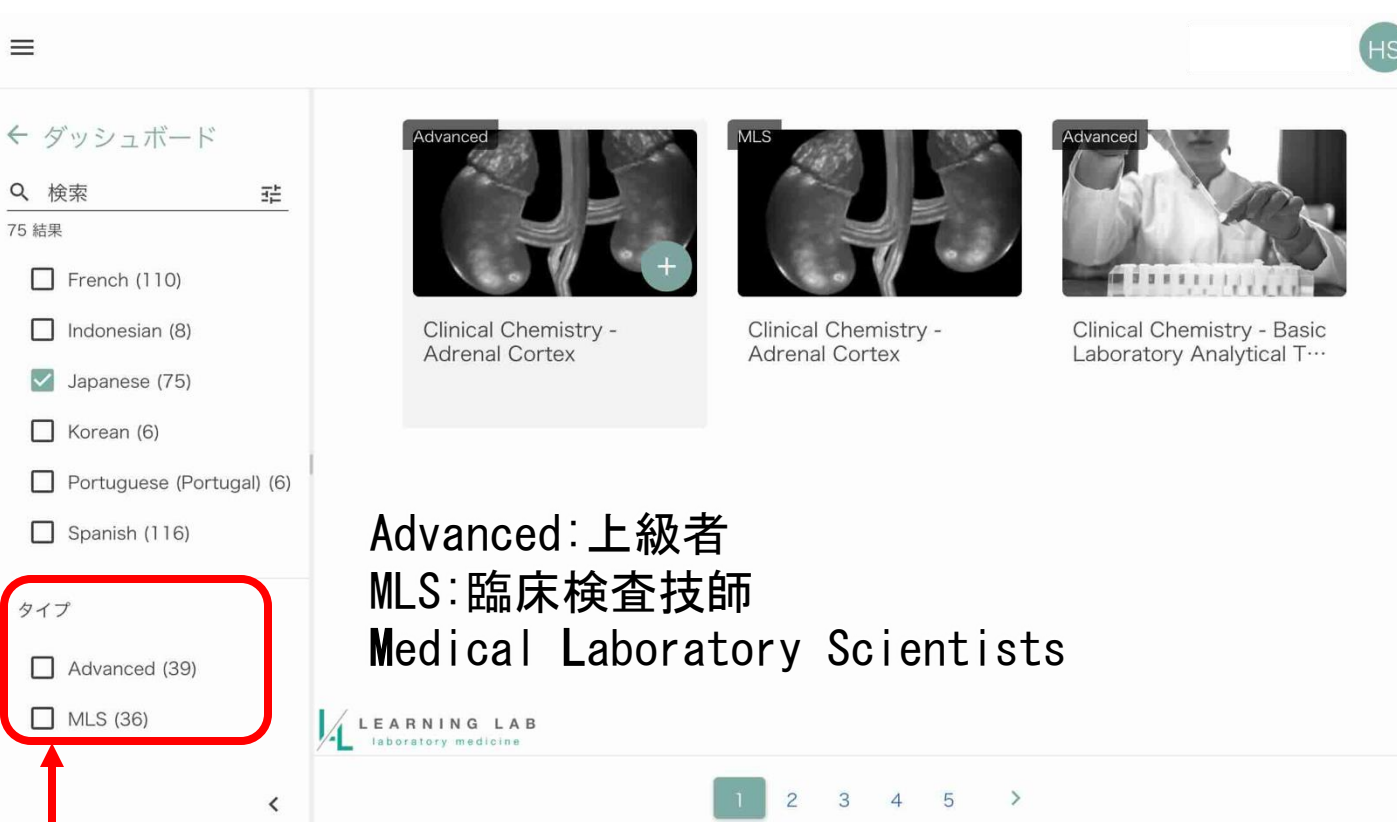 HS
ダッシュボード
検索
75 結果
French (110)
Indonesian (8)
Japanese (75)
Korean (6)
Portuguese (Portugal) (6)
Spanish (116)
タイプ
Advanced (39)
MLS (36)
Advanced
Clinical Chemistry -
Adrenal Cortex
MLS
Clinical Chemistry -
Adrenal Cortex
Advanced
Clinical Chemistry - Basic
Laboratory Analytical T…
Advanced:上級者
MLS:臨床検査技師
Medical Laboratory Scientists
LEARNING LAB
laboratory medicine
1 2 3 4 5